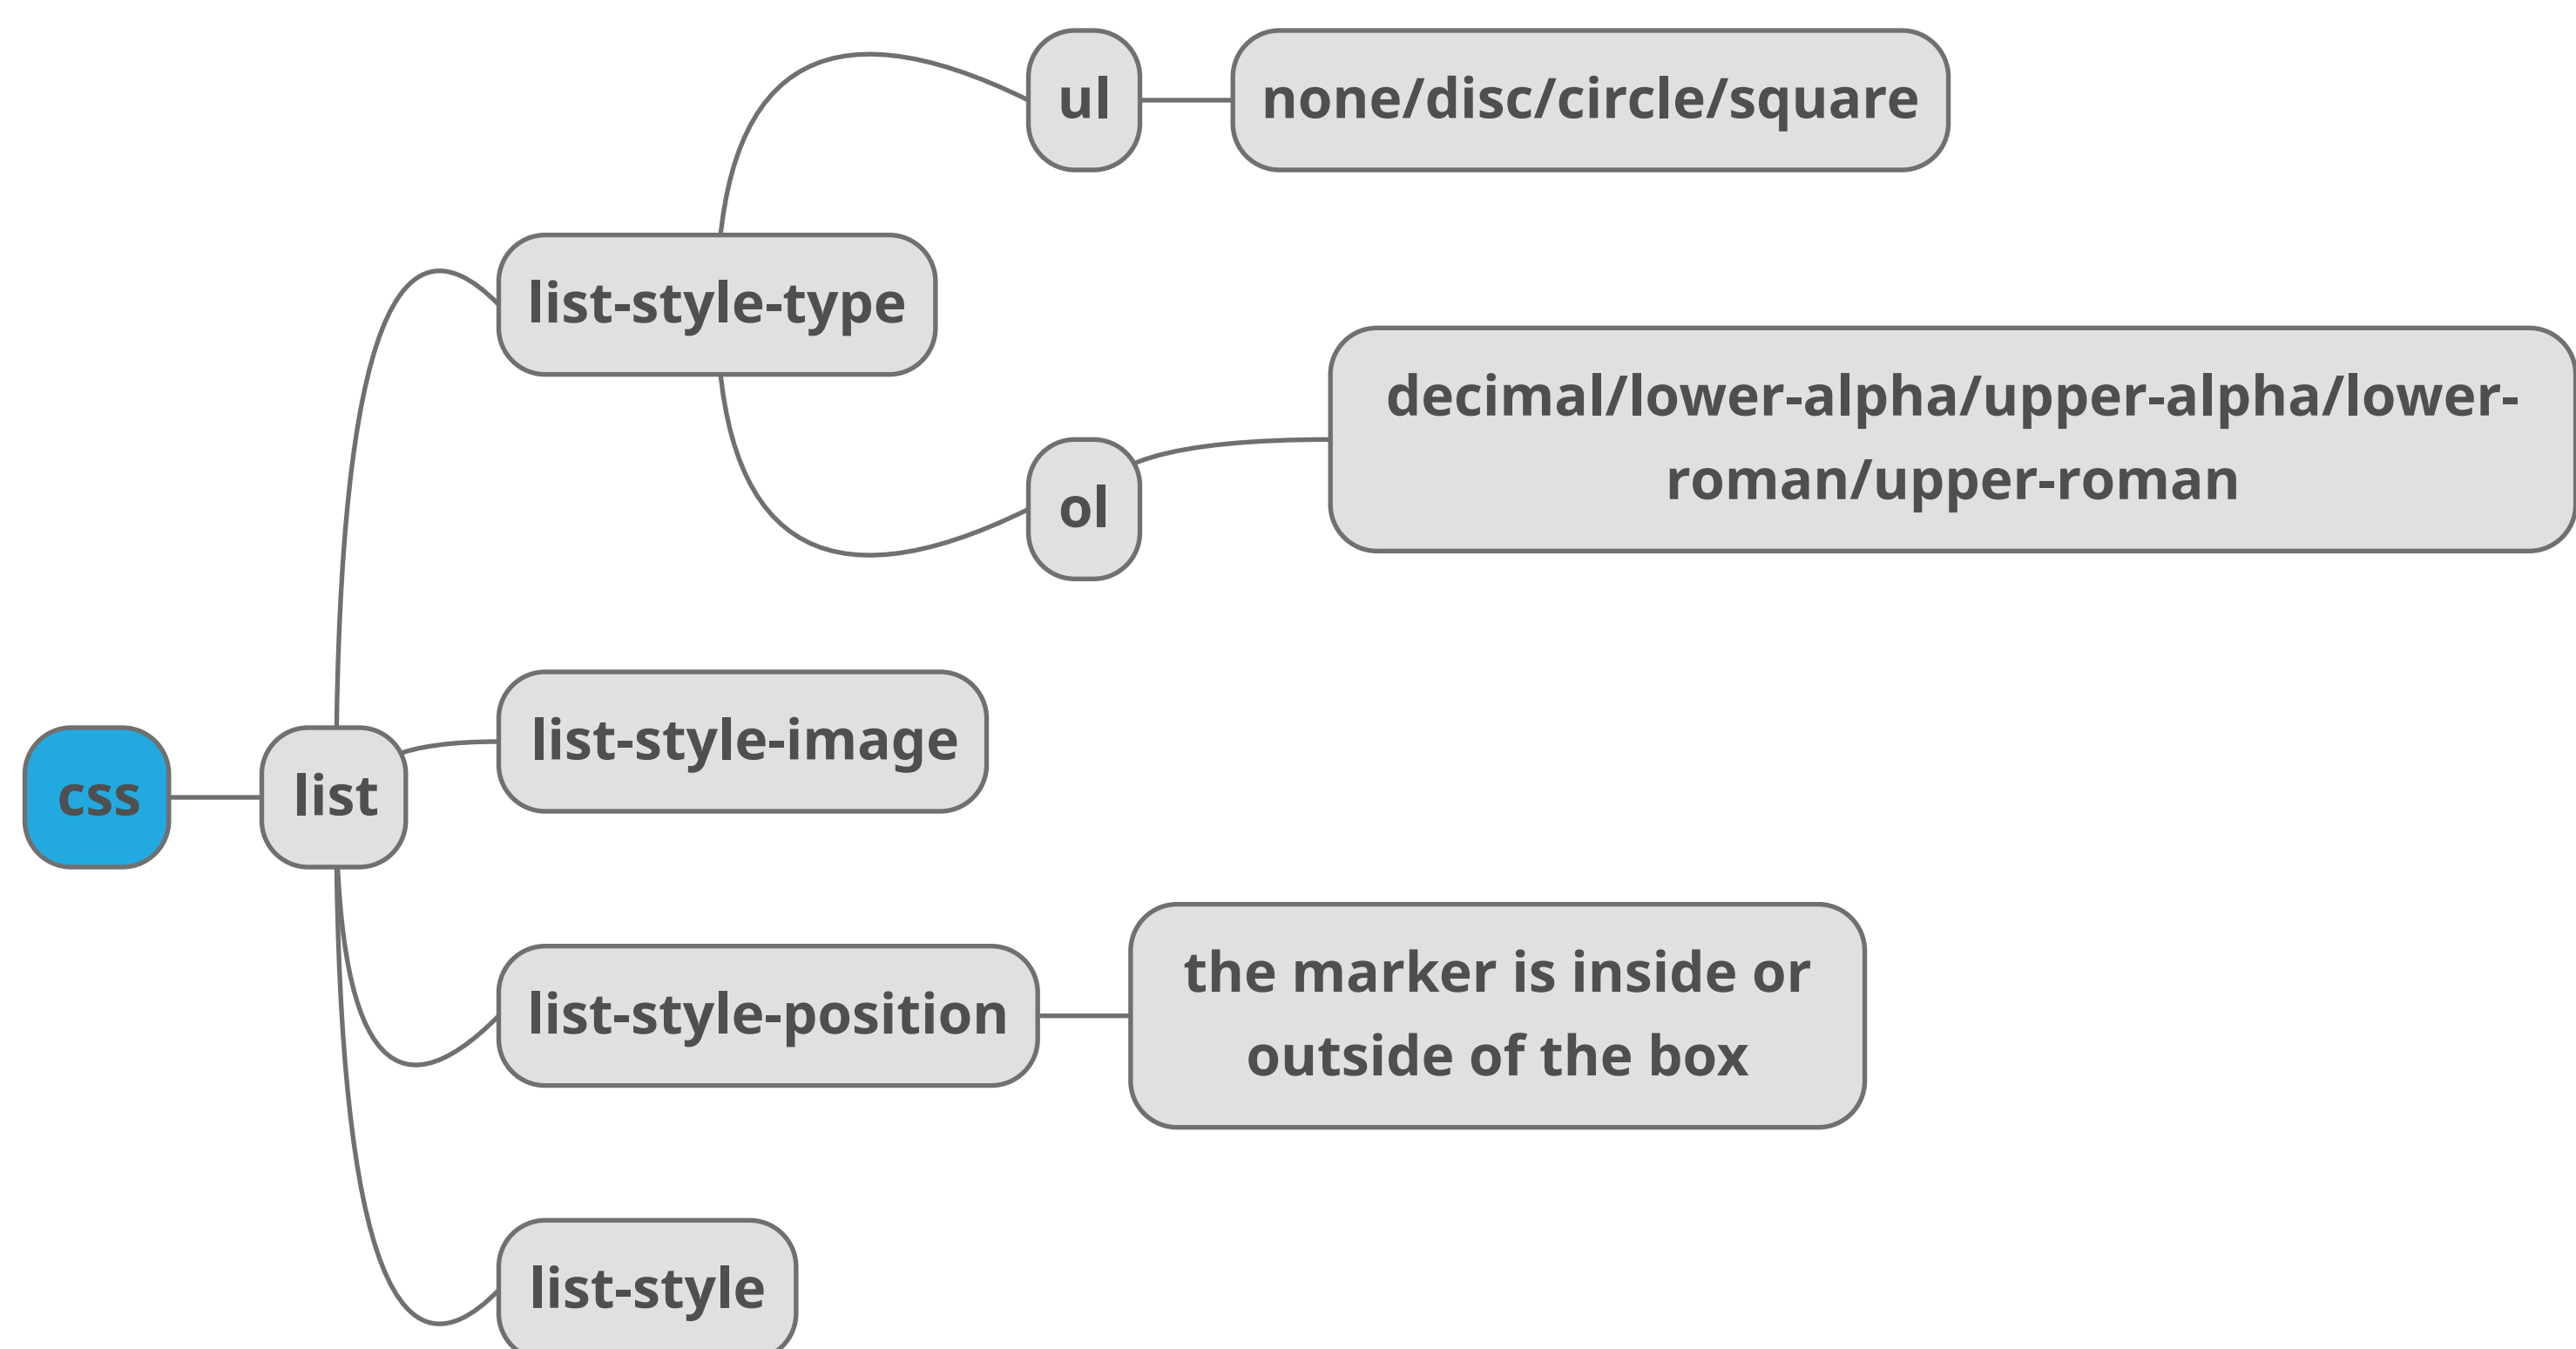 ul
none/disc/circle/square
list-style-type
decimal/lower-alpha/upper-alpha/lower-
roman/upper-roman
ol
list-style-image
css
list
the marker is inside or
outside of the box
list-style-position
list-style